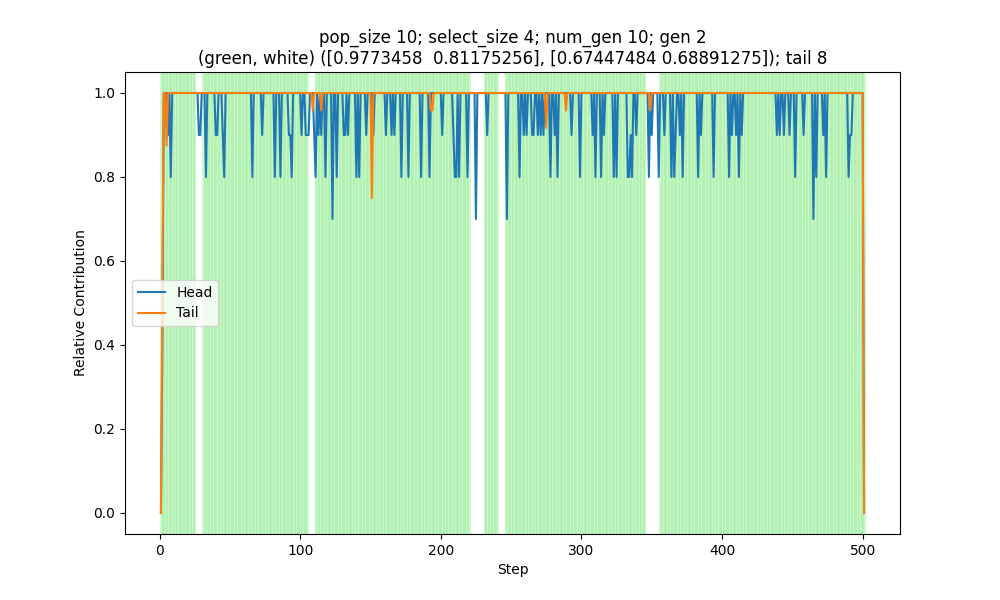 pop_size 10; select_size 4; num_gen 10; gen 2
(green, white) ([0.9773458  0.81175256], [0.67447484 0.68891275]); tail 8
1.0
0.8
0.6
0.4
0.2
0.0
Relative Contribution
Head
Tail
0
100
200
300
400
500
Step